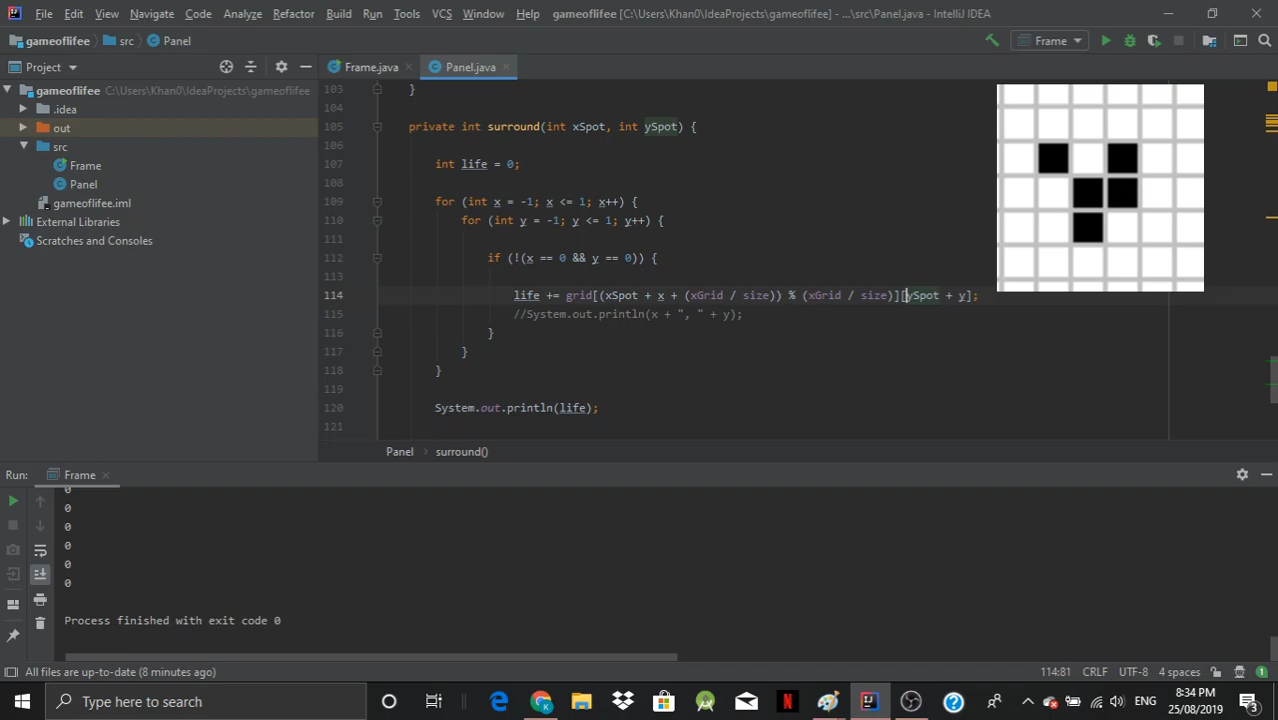 File Edit View Navigate Code Analyze Refactor Build Run Tools VCS Window Help gameoflifee [C:\Users\Khan0\IdeaProjects\gameoflifee] - ...\src\Panel.java - IntelliJ IDEA
gameoflifee src Panel Frame
Project Frame.java Panel.java
gameoflifee C:\Users\Khan0\IdeaProjects\gameoflifee
.idea
out
src
Frame
Panel
gameoflifee.iml
External Libraries
Scratches and Consoles
103 }
104
105 private int surround(int xSpot, int ySpot) {
106
107 int life = 0;
108
109 for (int x = -1; x <= 1; x++) {
110 for (int y = -1; y <= 1; y++) {
111
112 if (!(x == 0 && y == 0)) {
113
114 life += grid[(xSpot + x + (xGrid / size)) % (xGrid / size)][ySpot + y];
115 //System.out.println(x + ", " + y);
116 }
117 }
118 }
119
120 System.out.println(life);
121
Panel surround()
Run: Frame
0
0
0
0
0
0
Process finished with exit code 0
All files are up-to-date (8 minutes ago) 114:81 CRLF UTF-8 4 spaces 1
Type here to search ENG 8:34 PM 25/08/2019 3